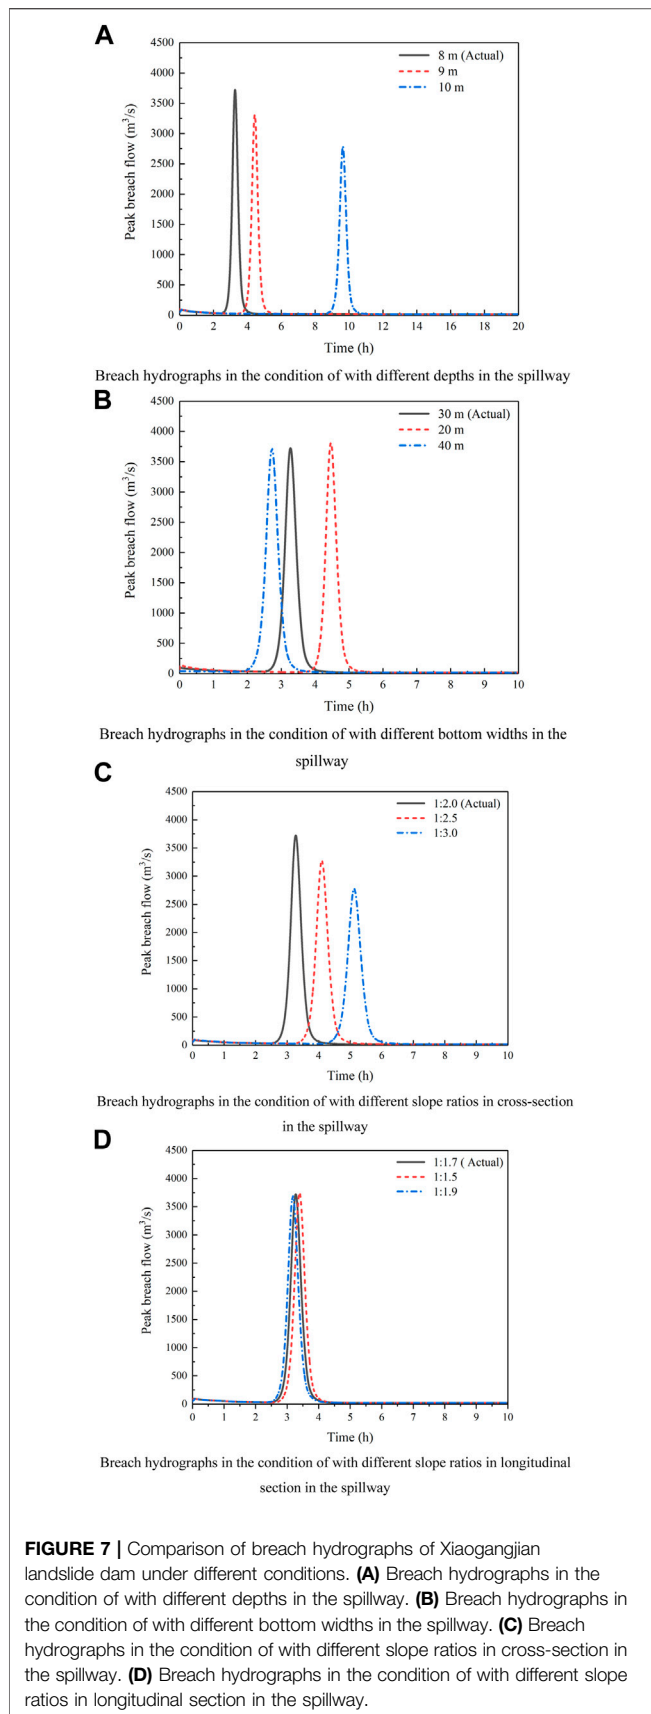 A
4500
4000
3500
3000
2500
2000
1500
1000
500
0
Peak breach flow (m³/s)
8 m (Actual)
9 m
10 m
0 2 4 6 8 10 12 14 16 18 20
Time (h)
Breach hydrographs in the condition of with different depths in the spillway
B
4500
4000
3500
3000
2500
2000
1500
1000
500
0
Peak breach flow (m³/s)
30 m (Actual)
20 m
40 m
0 1 2 3 4 5 6 7 8 9 10
Time (h)
Breach hydrographs in the condition of with different bottom widths in the
spillway
C
4500
4000
3500
3000
2500
2000
1500
1000
500
0
Peak breach flow (m³/s)
1:2.0 (Actual)
1:2.5
1:3.0
0 1 2 3 4 5 6 7 8 9 10
Time (h)
Breach hydrographs in the condition of with different slope ratios in cross-section
in the spillway
D
4500
4000
3500
3000
2500
2000
1500
1000
500
0
Peak breach flow (m³/s)
1:1.7 ( Actual)
1:1.5
1:1.9
0 1 2 3 4 5 6 7 8 9 10
Time (h)
Breach hydrographs in the condition of with different slope ratios in longitudinal
section in the spillway
FIGURE 7 | Comparison of breach hydrographs of Xiaogangjian
landslide dam under different conditions. (A) Breach hydrographs in the
condition of with different depths in the spillway. (B) Breach hydrographs in
the condition of with different bottom widths in the spillway. (C) Breach
hydrographs in the condition of with different slope ratios in cross-section in
the spillway. (D) Breach hydrographs in the condition of with different slope
ratios in longitudinal section in the spillway.